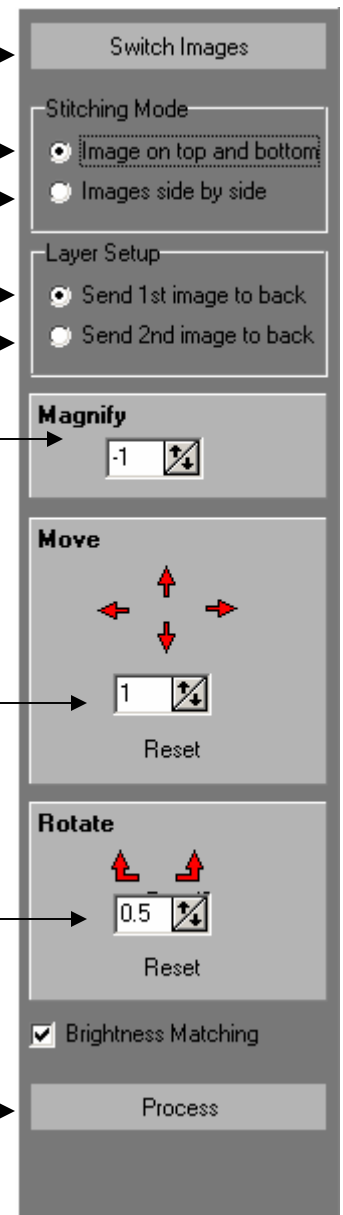 Switch Images
Stitching Mode
Image on top and bottom
Images side by side
Layer Setup
Send 1st image to back
Send 2nd image to back
Magnify
-1
Move
1
Reset
Rotate
0.5
Reset
Brightness Matching
Process